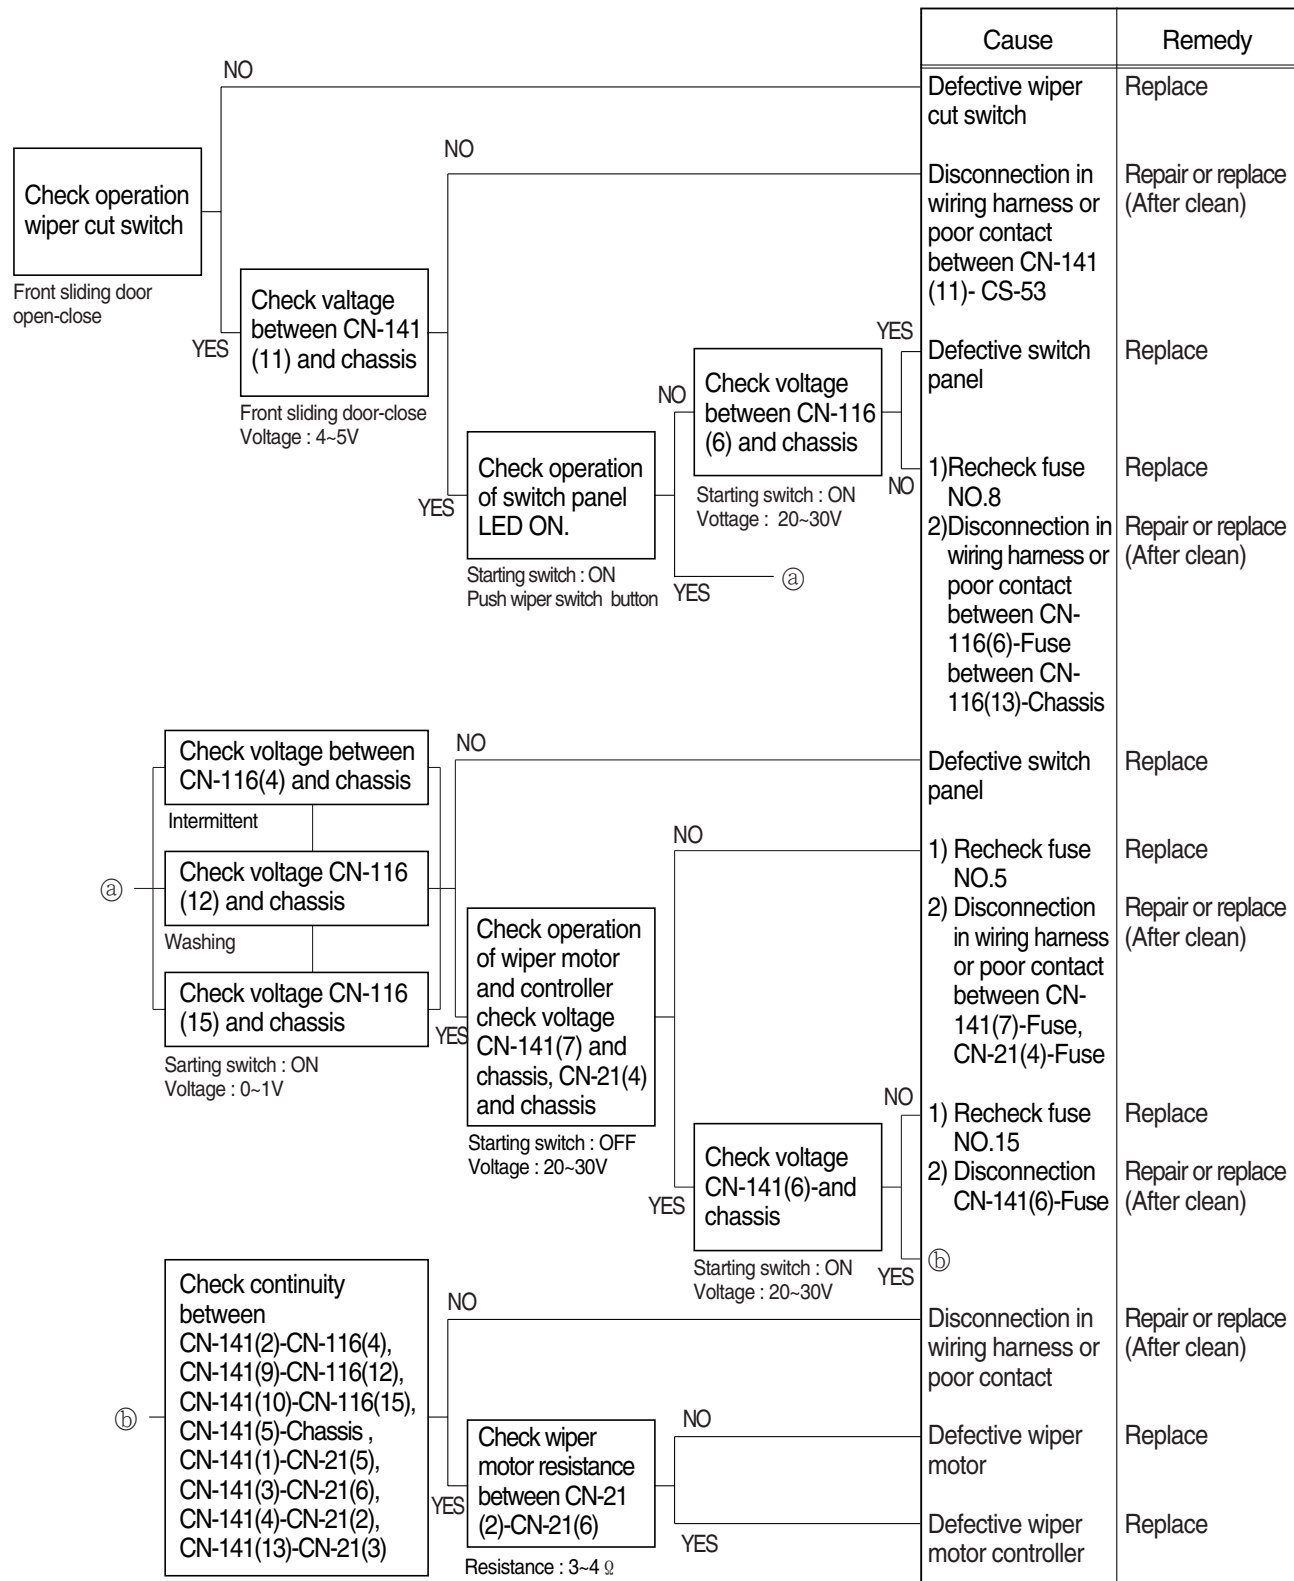 Cause
Remedy
NO
Defective wiper
cut switch
Replace
Check operation
wiper cut switch
Front sliding door
open-close
NO
Disconnection in
wiring harness or
poor contact
between CN-141
(11)- CS-53
Repair or replace
(After clean)
YES
Check valtage
between CN-141
(11) and chassis
Front sliding door-close
Voltage : 4~5V
YES
Defective switch
panel
Replace
NO
Check voltage
between CN-116
(6) and chassis
Starting switch : ON
Vottage : 20~30V
NO
1)Recheck fuse
NO.8
Replace
2)Disconnection in
wiring harness or
poor contact
between CN-
116(6)-Fuse
between CN-
116(13)-Chassis
Repair or replace
(After clean)
YES
Check operation
of switch panel
LED ON.
Starting switch : ON
Push wiper switch button
YES
ⓐ
Check voltage between
CN-116(4) and chassis
Intermittent
NO
Defective switch
panel
Replace
ⓐ
Check voltage CN-116
(12) and chassis
Washing
Check voltage CN-116
(15) and chassis
Sarting switch : ON
Voltage : 0~1V
YES
Check operation
of wiper motor
and controller
check voltage
CN-141(7) and
chassis, CN-21(4)
and chassis
Starting switch : OFF
Voltage : 20~30V
NO
1) Recheck fuse
NO.5
Replace
2) Disconnection
in wiring harness
or poor contact
between CN-
141(7)-Fuse,
CN-21(4)-Fuse
Repair or replace
(After clean)
YES
Check voltage
CN-141(6)-and
chassis
Starting switch : ON
Voltage : 20~30V
NO
1) Recheck fuse
NO.15
Replace
2) Disconnection
CN-141(6)-Fuse
Repair or replace
(After clean)
YES
ⓑ
ⓑ
Check continuity
between
CN-141(2)-CN-116(4),
CN-141(9)-CN-116(12),
CN-141(10)-CN-116(15),
CN-141(5)-Chassis ,
CN-141(1)-CN-21(5),
CN-141(3)-CN-21(6),
CN-141(4)-CN-21(2),
CN-141(13)-CN-21(3)
NO
Disconnection in
wiring harness or
poor contact
Repair or replace
(After clean)
YES
Check wiper
motor resistance
between CN-21
(2)-CN-21(6)
Resistance : 3~4 Ω
NO
Defective wiper
motor
Replace
YES
Defective wiper
motor controller
Replace